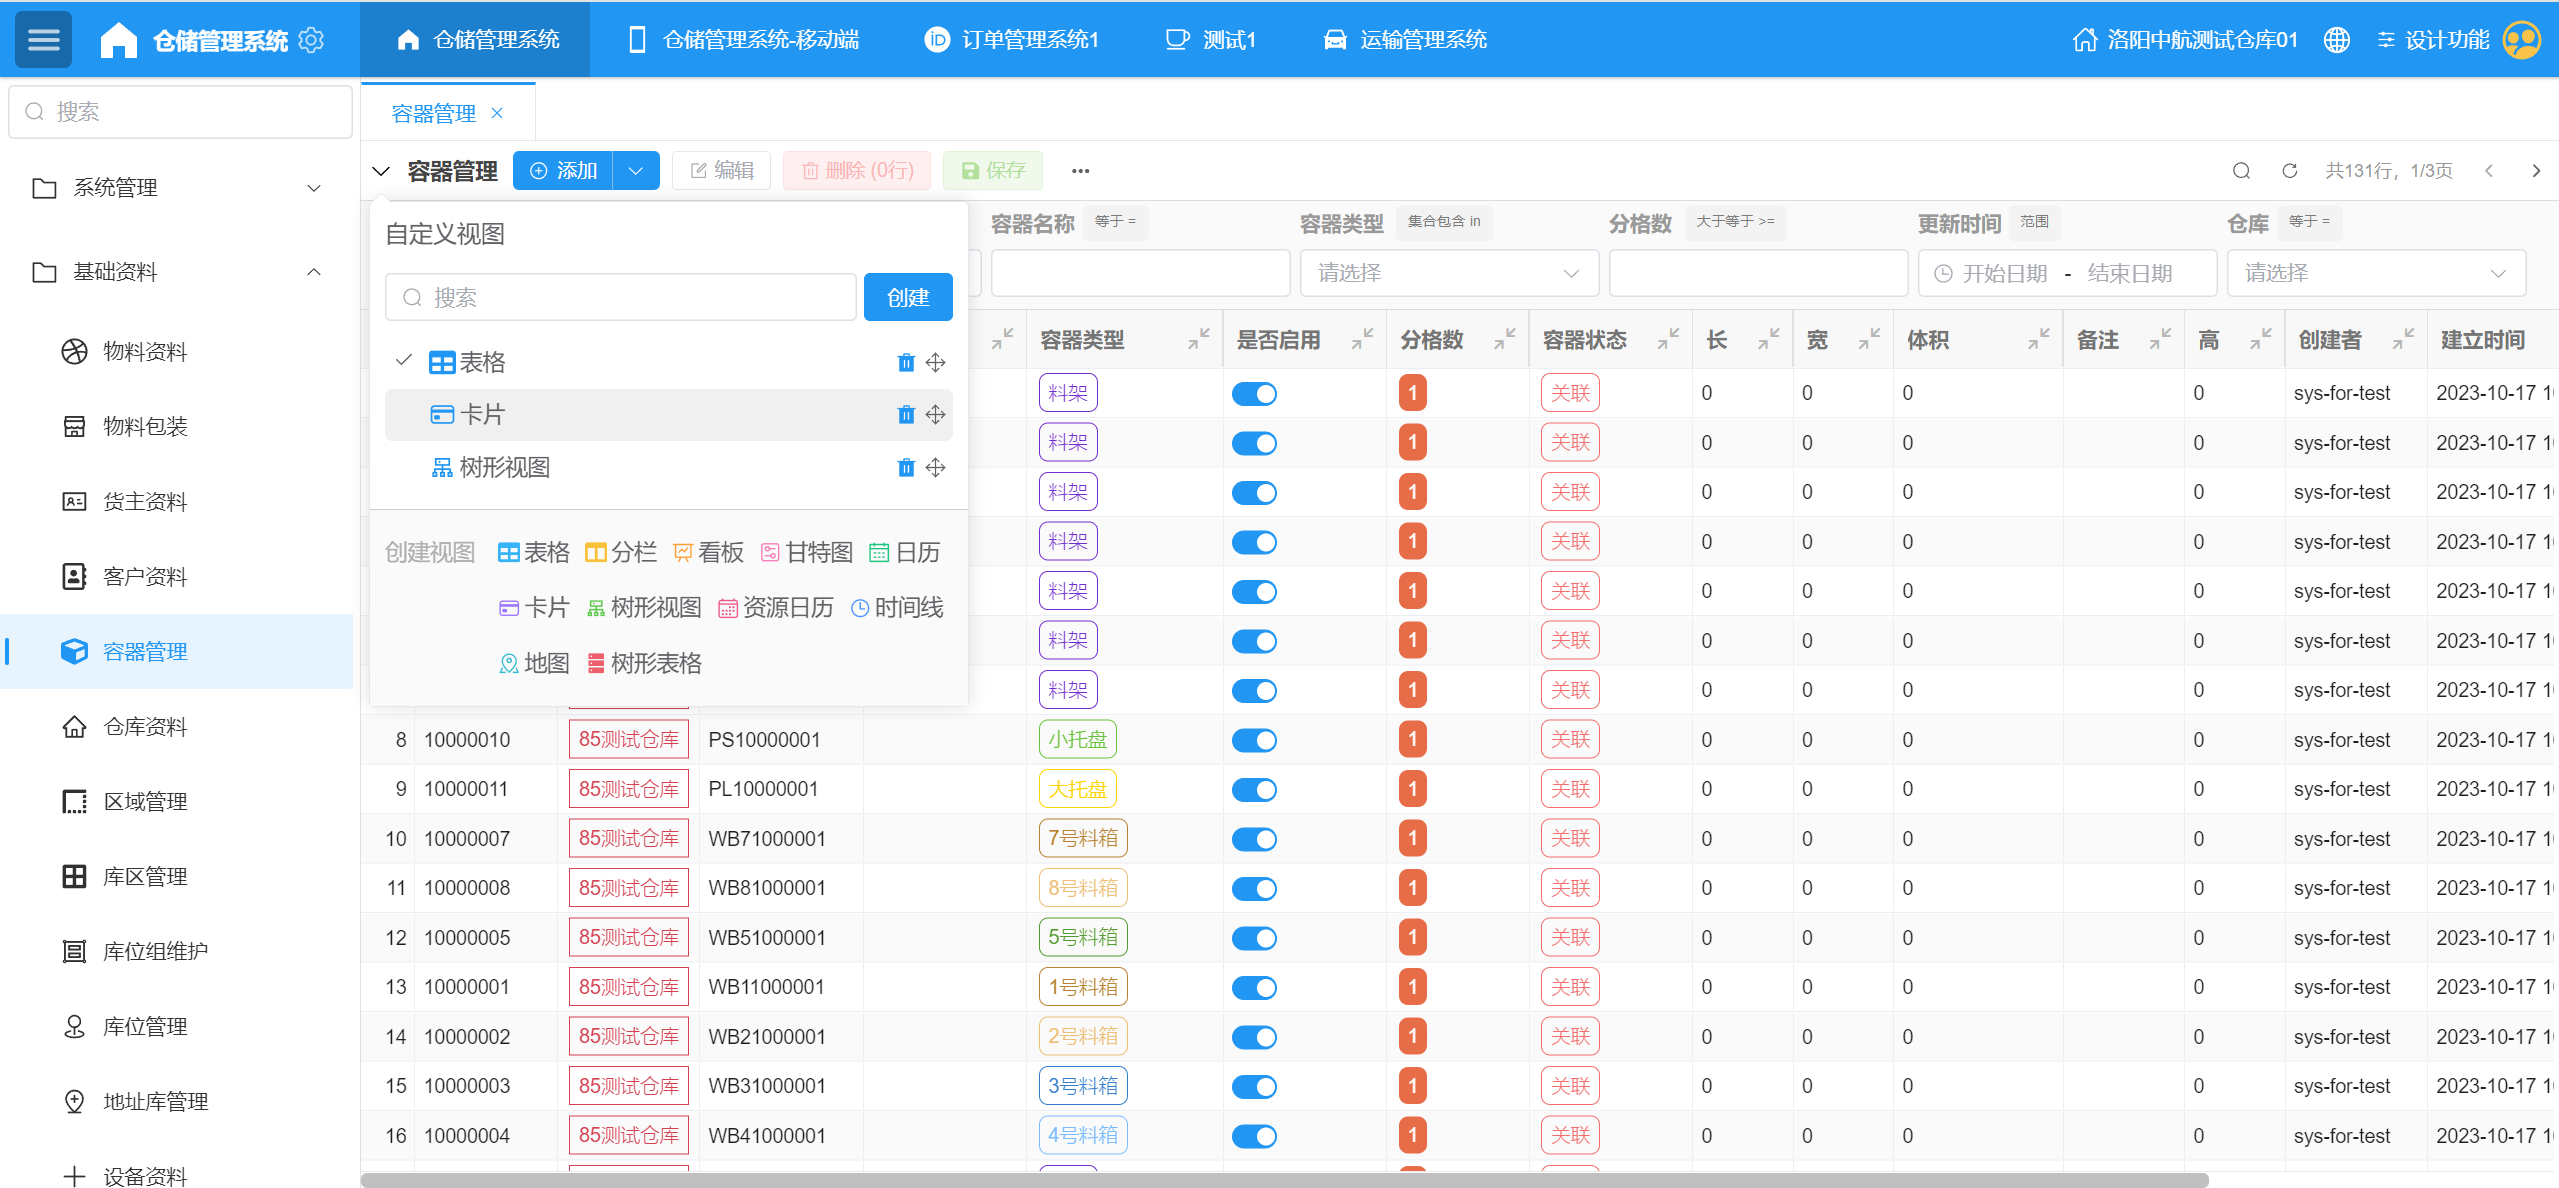 仓储管理系统 仓储管理系统 仓储管理系统-移动端 iD 订单管理系统1 测试1 运输管理系统 洛阳中航测试仓库01 设计功能
搜索
系统管理
基础资料
物料资料
物料包装
货主资料
客户资料
容器管理
仓库资料
区域管理
库区管理
库位组维护
库位管理
地址库管理
设备资料
容器管理 ×
容器管理 添加 编辑 删除 (0行) 保存 ••• 共131行，1/3页
自定义视图
搜索 创建
表格
卡片
树形视图
创建视图 表格 分栏 看板 甘特图 日历
卡片 树形视图 资源日历 时间线
地图 树形表格
容器名称 等于 = 容器类型 集合包含 in 分格数 大于等于 >= 更新时间 范围 仓库 等于 =
请选择 开始日期 - 结束日期 请选择
容器类型 是否启用 分格数 容器状态 长 宽 体积 备注 高 创建者 建立时间
料架 1 关联 0 0 0 0 sys-for-test 2023-10-17 1
料架 1 关联 0 0 0 0 sys-for-test 2023-10-17 1
料架 1 关联 0 0 0 0 sys-for-test 2023-10-17 1
料架 1 关联 0 0 0 0 sys-for-test 2023-10-17 1
料架 1 关联 0 0 0 0 sys-for-test 2023-10-17 1
料架 1 关联 0 0 0 0 sys-for-test 2023-10-17 1
料架 1 关联 0 0 0 0 sys-for-test 2023-10-17 1
8 10000010 85测试仓库 PS10000001 小托盘 1 关联 0 0 0 0 sys-for-test 2023-10-17 1
9 10000011 85测试仓库 PL10000001 大托盘 1 关联 0 0 0 0 sys-for-test 2023-10-17 1
10 10000007 85测试仓库 WB71000001 7号料箱 1 关联 0 0 0 0 sys-for-test 2023-10-17 1
11 10000008 85测试仓库 WB81000001 8号料箱 1 关联 0 0 0 0 sys-for-test 2023-10-17 1
12 10000005 85测试仓库 WB51000001 5号料箱 1 关联 0 0 0 0 sys-for-test 2023-10-17 1
13 10000001 85测试仓库 WB11000001 1号料箱 1 关联 0 0 0 0 sys-for-test 2023-10-17 1
14 10000002 85测试仓库 WB21000001 2号料箱 1 关联 0 0 0 0 sys-for-test 2023-10-17 1
15 10000003 85测试仓库 WB31000001 3号料箱 1 关联 0 0 0 0 sys-for-test 2023-10-17 1
16 10000004 85测试仓库 WB41000001 4号料箱 1 关联 0 0 0 0 sys-for-test 2023-10-17 1